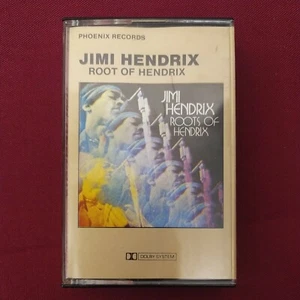 PHOENIX RECORDS
JIMI HENDRIX
ROOT OF HENDRIX
JIMI
HENDRIX
ROOTS OF
HENDRIX
DOLBY SYSTEM